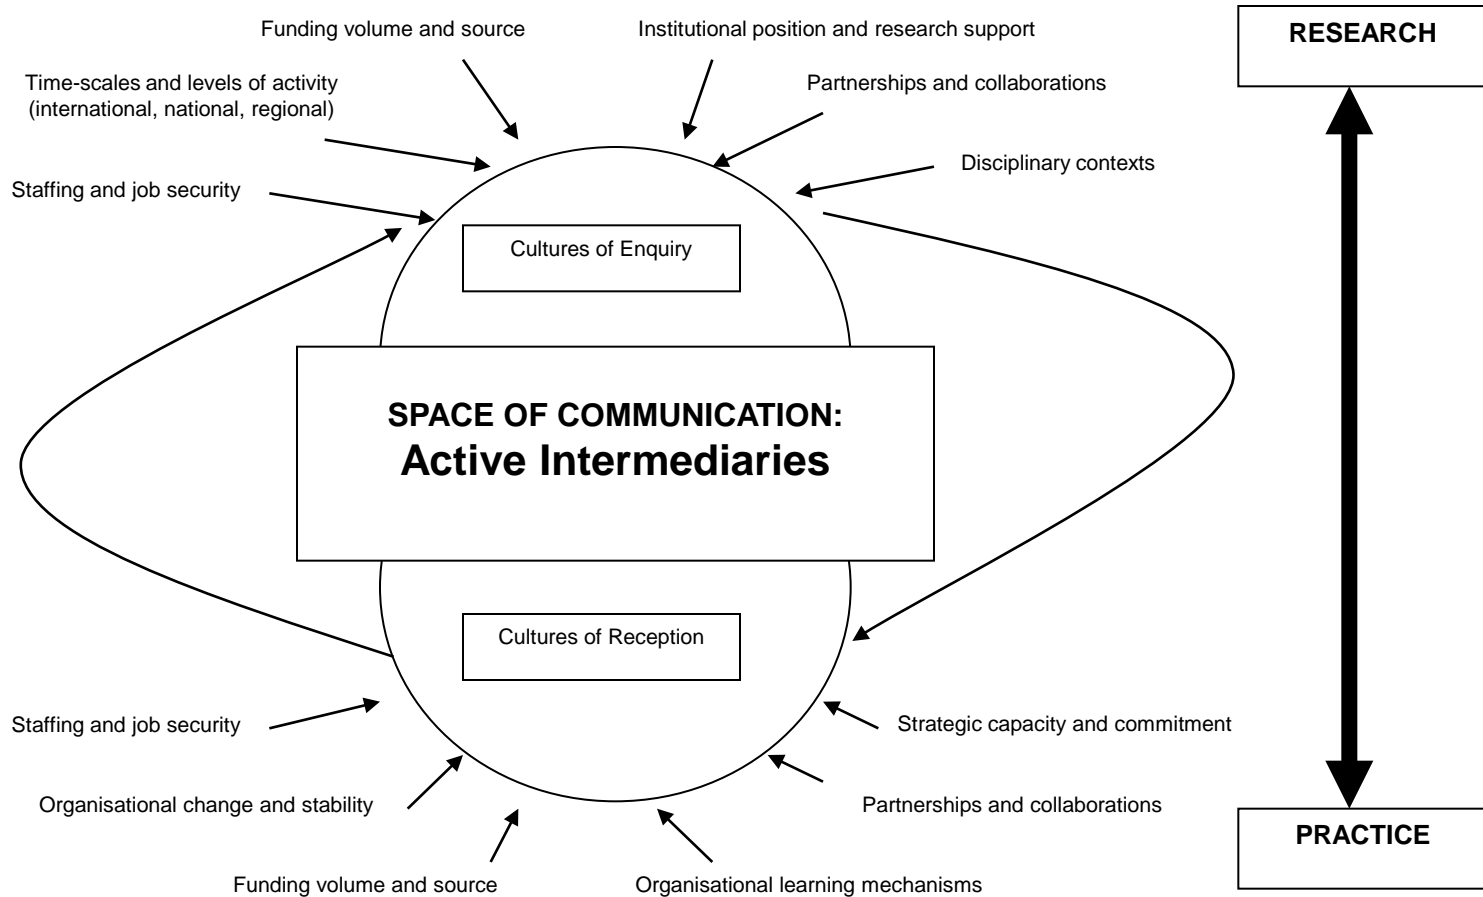 Funding volume and source
Institutional position and research support
RESEARCH
Time-scales and levels of activity
(international, national, regional)
Partnerships and collaborations
Disciplinary contexts
Staffing and job security
Cultures of Enquiry
SPACE OF COMMUNICATION:
Active Intermediaries
Cultures of Reception
Staffing and job security
Strategic capacity and commitment
Organisational change and stability
Partnerships and collaborations
PRACTICE
Funding volume and source
Organisational learning mechanisms